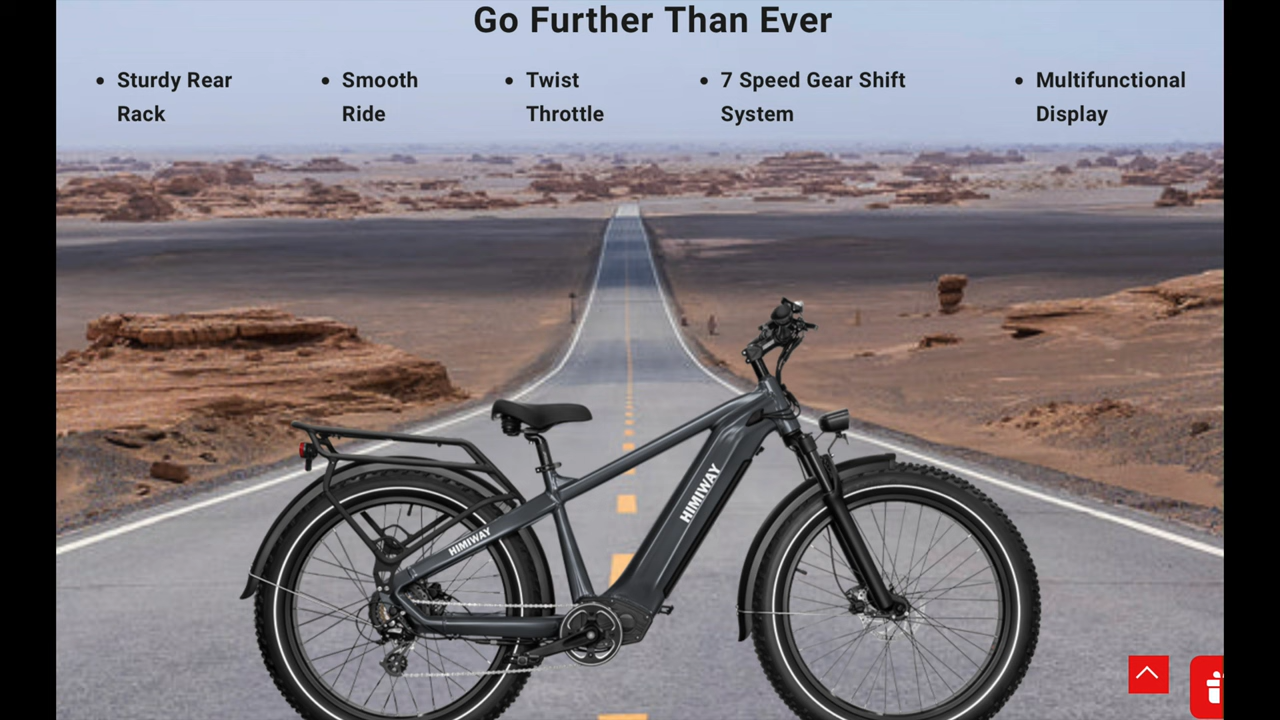 Go Further Than Ever
• Sturdy Rear
Rack
• Smooth
Ride
• Twist
Throttle
• 7 Speed Gear Shift
System
• Multifunctional
Display
HIMIWAY
HIMIWAY